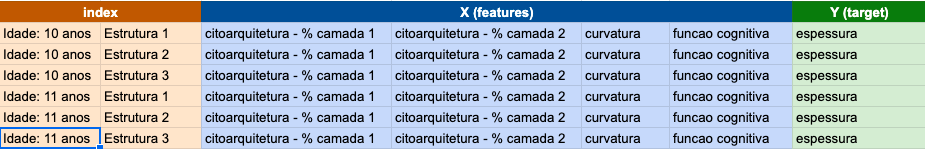 index X (features) Y (target)
Idade: 10 anos Estrutura 1 citoarquitetura - % camada 1 citoarquitetura - % camada 2 curvatura funcao cognitiva espessura
Idade: 10 anos Estrutura 2 citoarquitetura - % camada 1 citoarquitetura - % camada 2 curvatura funcao cognitiva espessura
Idade: 10 anos Estrutura 3 citoarquitetura - % camada 1 citoarquitetura - % camada 2 curvatura funcao cognitiva espessura
Idade: 11 anos Estrutura 1 citoarquitetura - % camada 1 citoarquitetura - % camada 2 curvatura funcao cognitiva espessura
Idade: 11 anos Estrutura 2 citoarquitetura - % camada 1 citoarquitetura - % camada 2 curvatura funcao cognitiva espessura
Idade: 11 anos Estrutura 3 citoarquitetura - % camada 1 citoarquitetura - % camada 2 curvatura funcao cognitiva espessura